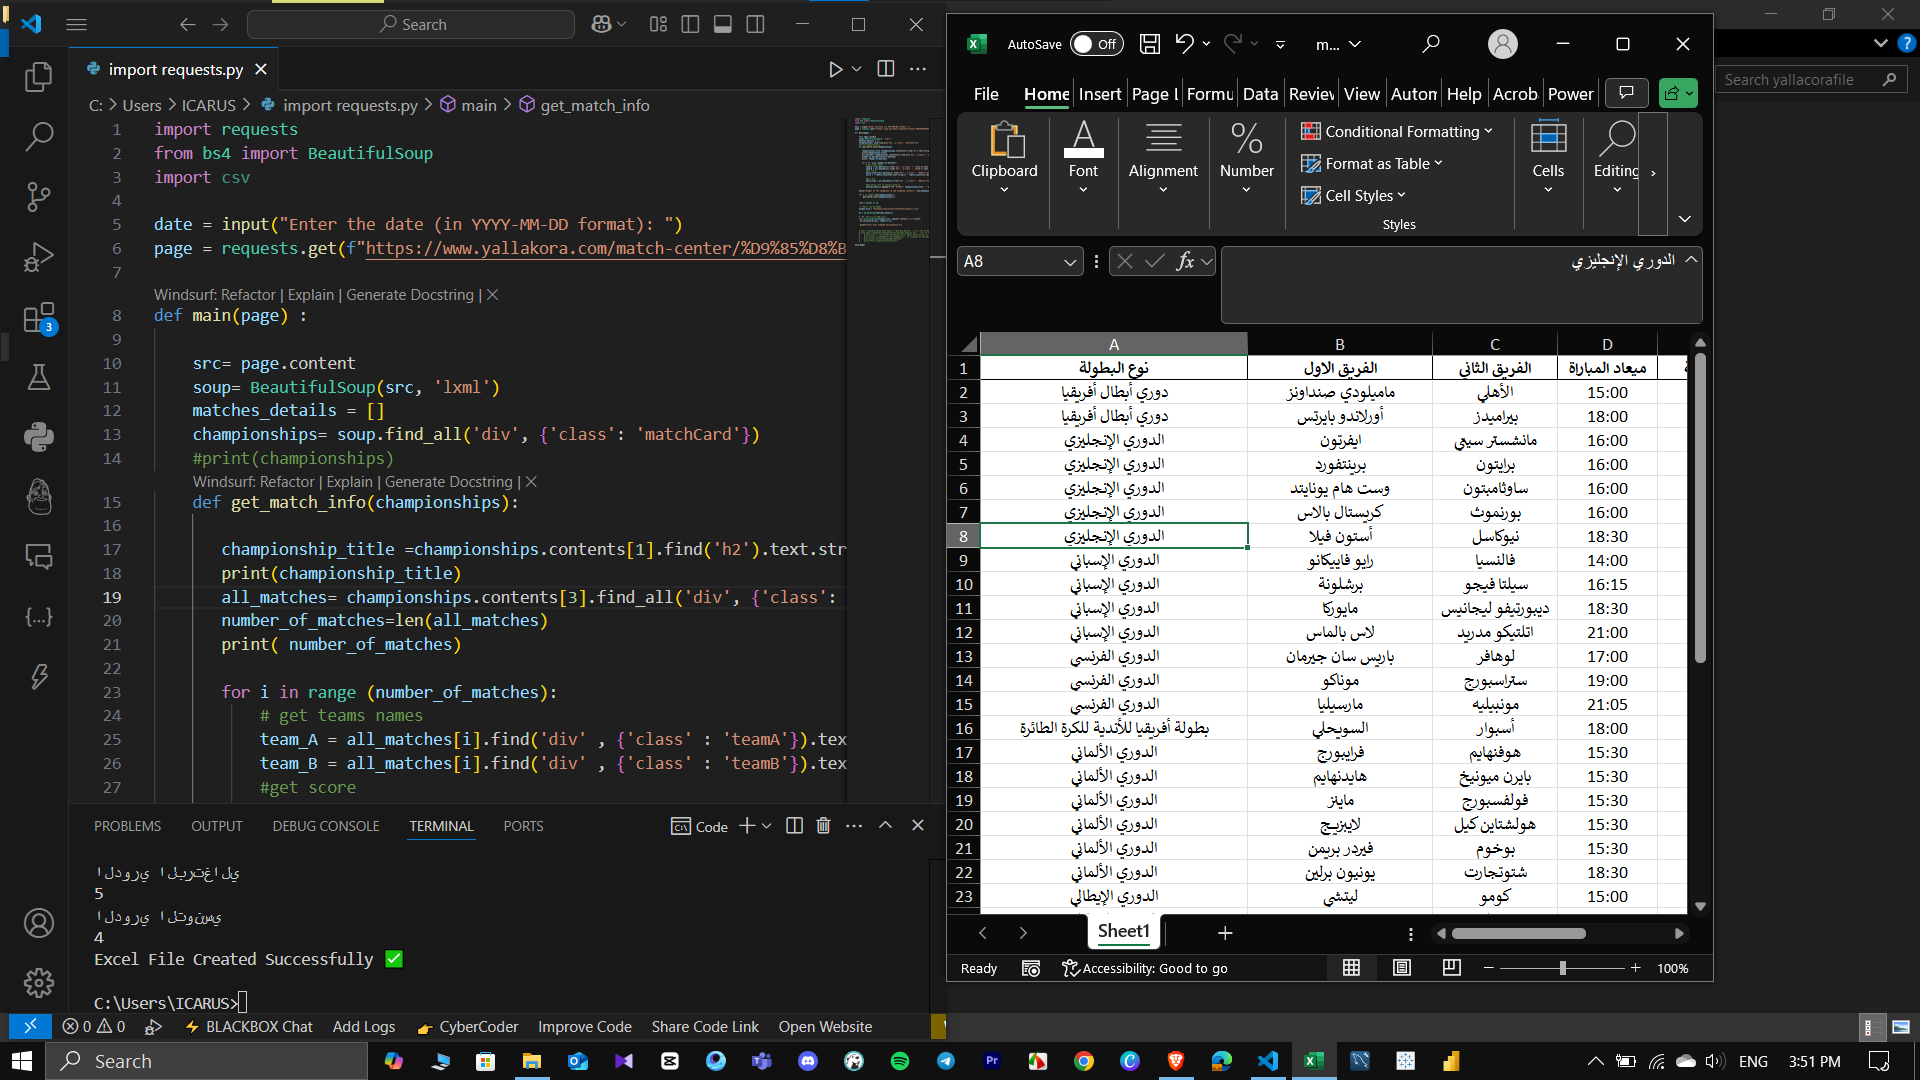 Search
import requests.py
C: > Users > ICARUS > import requests.py > main > get_match_info
1 import requests
2 from bs4 import BeautifulSoup
3 import csv
4
5 date = input("Enter the date (in YYYY-MM-DD format): ")
6 page = requests.get(f"https://www.yallakora.com/match-center/%D9%85%D8%B
7
Windsurf: Refactor | Explain | Generate Docstring | X
8 def main(page) :
9
10 src= page.content
11 soup= BeautifulSoup(src, 'lxml')
12 matches_details = []
13 championships= soup.find_all('div', {'class': 'matchCard'})
14 #print(championships)
Windsurf: Refactor | Explain | Generate Docstring | X
15 def get_match_info(championships):
16
17 championship_title =championships.contents[1].find('h2').text.str
18 print(championship_title)
19 all_matches= championships.contents[3].find_all('div', {'class':
20 number_of_matches=len(all_matches)
21 print( number_of_matches)
22
23 for i in range (number_of_matches):
24 # get teams names
25 team_A = all_matches[i].find('div' , {'class' : 'teamA'}).tex
26 team_B = all_matches[i].find('div' , {'class' : 'teamB'}).tex
27 #get score
PROBLEMS OUTPUT DEBUG CONSOLE TERMINAL PORTS Code
الدوري البرتغالي
5
الدوري التونسي
4
Excel File Created Successfully ✅
C:\Users\ICARUS>
0 0 BLACKBOX Chat Add Logs 👉 CyberCoder Improve Code Share Code Link Open Website
AutoSave Off m...
File Home Insert Page L Formu Data Review View Autom Help Acrob Power
Clipboard Font Alignment Number Conditional Formatting Format as Table Cell Styles Styles Cells Editing
A8 fx الدوري الإنجليزي
A B C D
1 نوع البطولة الفريق الاول الفريق الثاني ميعاد المباراة
2 دوري أبطال أفريقيا ماميلودي صنداونز الأهلي 15:00
3 دوري أبطال أفريقيا أورلاندو بايرتس بيراميدز 18:00
4 الدوري الإنجليزي ايفرتون مانشستر سيتي 16:00
5 الدوري الإنجليزي برينتفورد برايتون 16:00
6 الدوري الإنجليزي وست هام يونايتد ساوثامبتون 16:00
7 الدوري الإنجليزي كريستال بالاس بورنموث 16:00
8 الدوري الإنجليزي أستون فيلا نيوكاسل 18:30
9 الدوري الإسباني رايو فاييكانو فالنسيا 14:00
10 الدوري الإسباني برشلونة سيلتا فيجو 16:15
11 الدوري الإسباني مايوركا ديبورتيفو ليجانيس 18:30
12 الدوري الإسباني لاس بالماس اتلتيكو مدريد 21:00
13 الدوري الفرنسي باريس سان جيرمان لوهافر 17:00
14 الدوري الفرنسي موناكو ستراسبورج 19:00
15 الدوري الفرنسي مارسيليا مونبيليه 21:05
16 بطولة أفريقيا للأندية للكرة الطائرة السويحلي أسبوار 18:00
17 الدوري الألماني فرايبورج هوفنهايم 15:30
18 الدوري الألماني هايدنهايم بايرن ميونيخ 15:30
19 الدوري الألماني ماينز فولفسبورج 15:30
20 الدوري الألماني لايبزيج هولشتاين كيل 15:30
21 الدوري الألماني فيردر بريمن بوخوم 15:30
22 الدوري الألماني يونيون برلين شتوتجارت 18:30
23 الدوري الإيطالي ليتشي كومو 15:00
Sheet1
Ready Accessibility: Good to go 100%
Search yallacorafile
Search ENG 3:51 PM